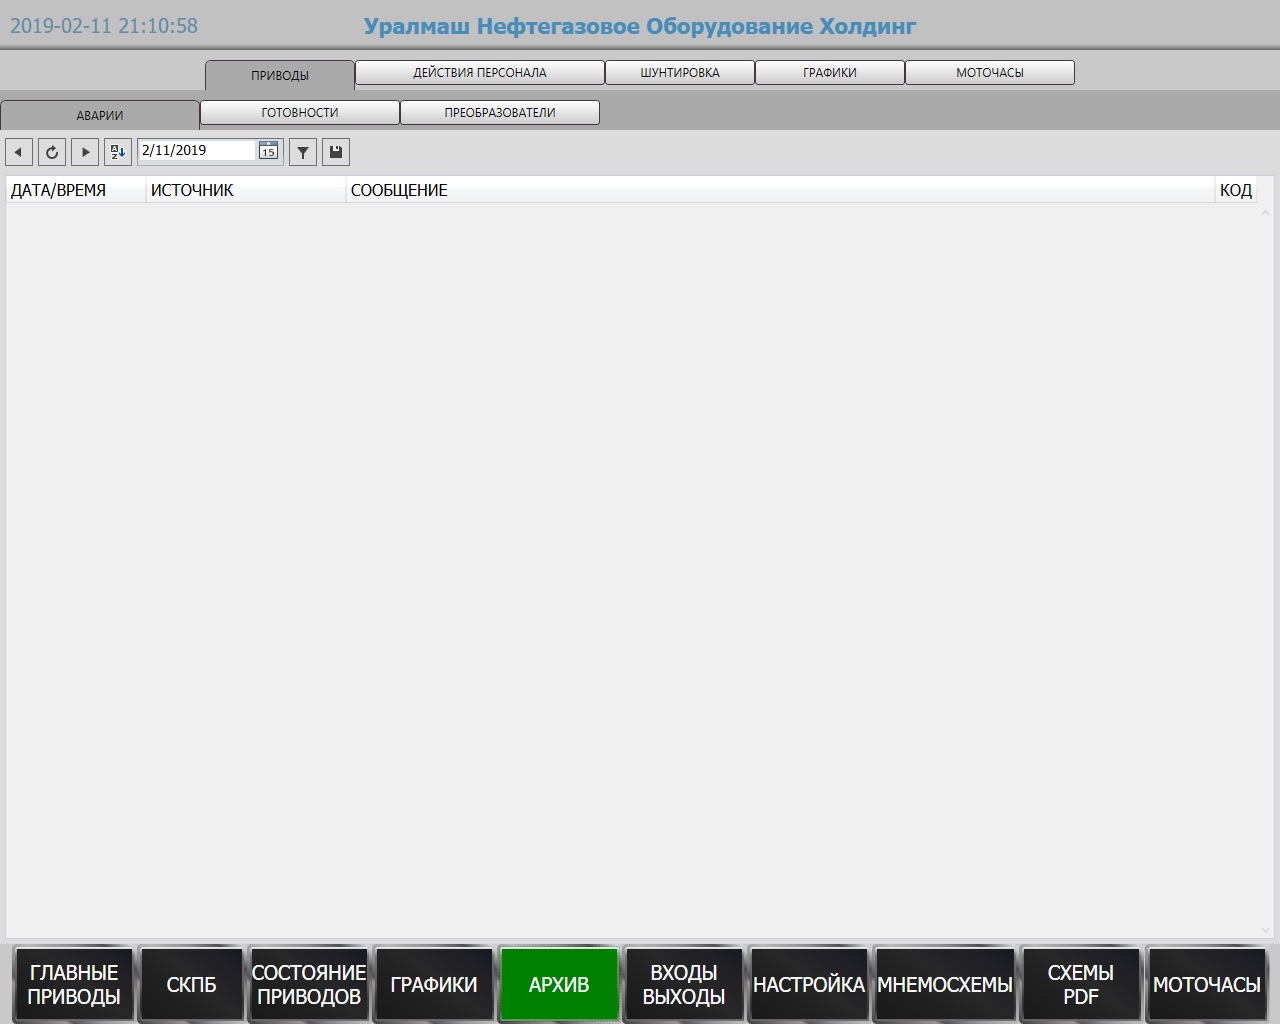 2019-02-11 21:10:58
Уралмаш Нефтегазовое Оборудование Холдинг
ПРИВОДЫ
ДЕЙСТВИЯ ПЕРСОНАЛА
ШУНТИРОВКА
ГРАФИКИ
МОТОЧАСЫ
АВАРИИ
ГОТОВНОСТИ
ПРЕОБРАЗОВАТЕЛИ
A
Z
2/11/2019
15
ДАТА/ВРЕМЯ
ИСТОЧНИК
СООБЩЕНИЕ
КОД
ГЛАВНЫЕ
ПРИВОДЫ
СКПБ
СОСТОЯНИЕ
ПРИВОДОВ
ГРАФИКИ
АРХИВ
ВХОДЫ
ВЫХОДЫ
НАСТРОЙКА
МНЕМОСХЕМЫ
СХЕМЫ
PDF
МОТОЧАСЫ